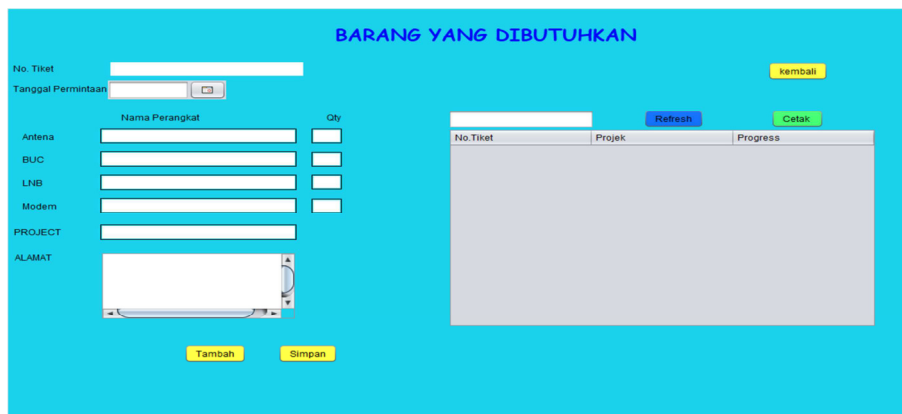 BARANG YANG DIBUTUHKAN
No. Tiket
kembali
Tanggal Permintaan
Nama Perangkat Qty
Refresh Cetak
Antena
No.Tiket Projek Progress
BUC
LNB
Modem
PROJECT
ALAMAT
Tambah Simpan